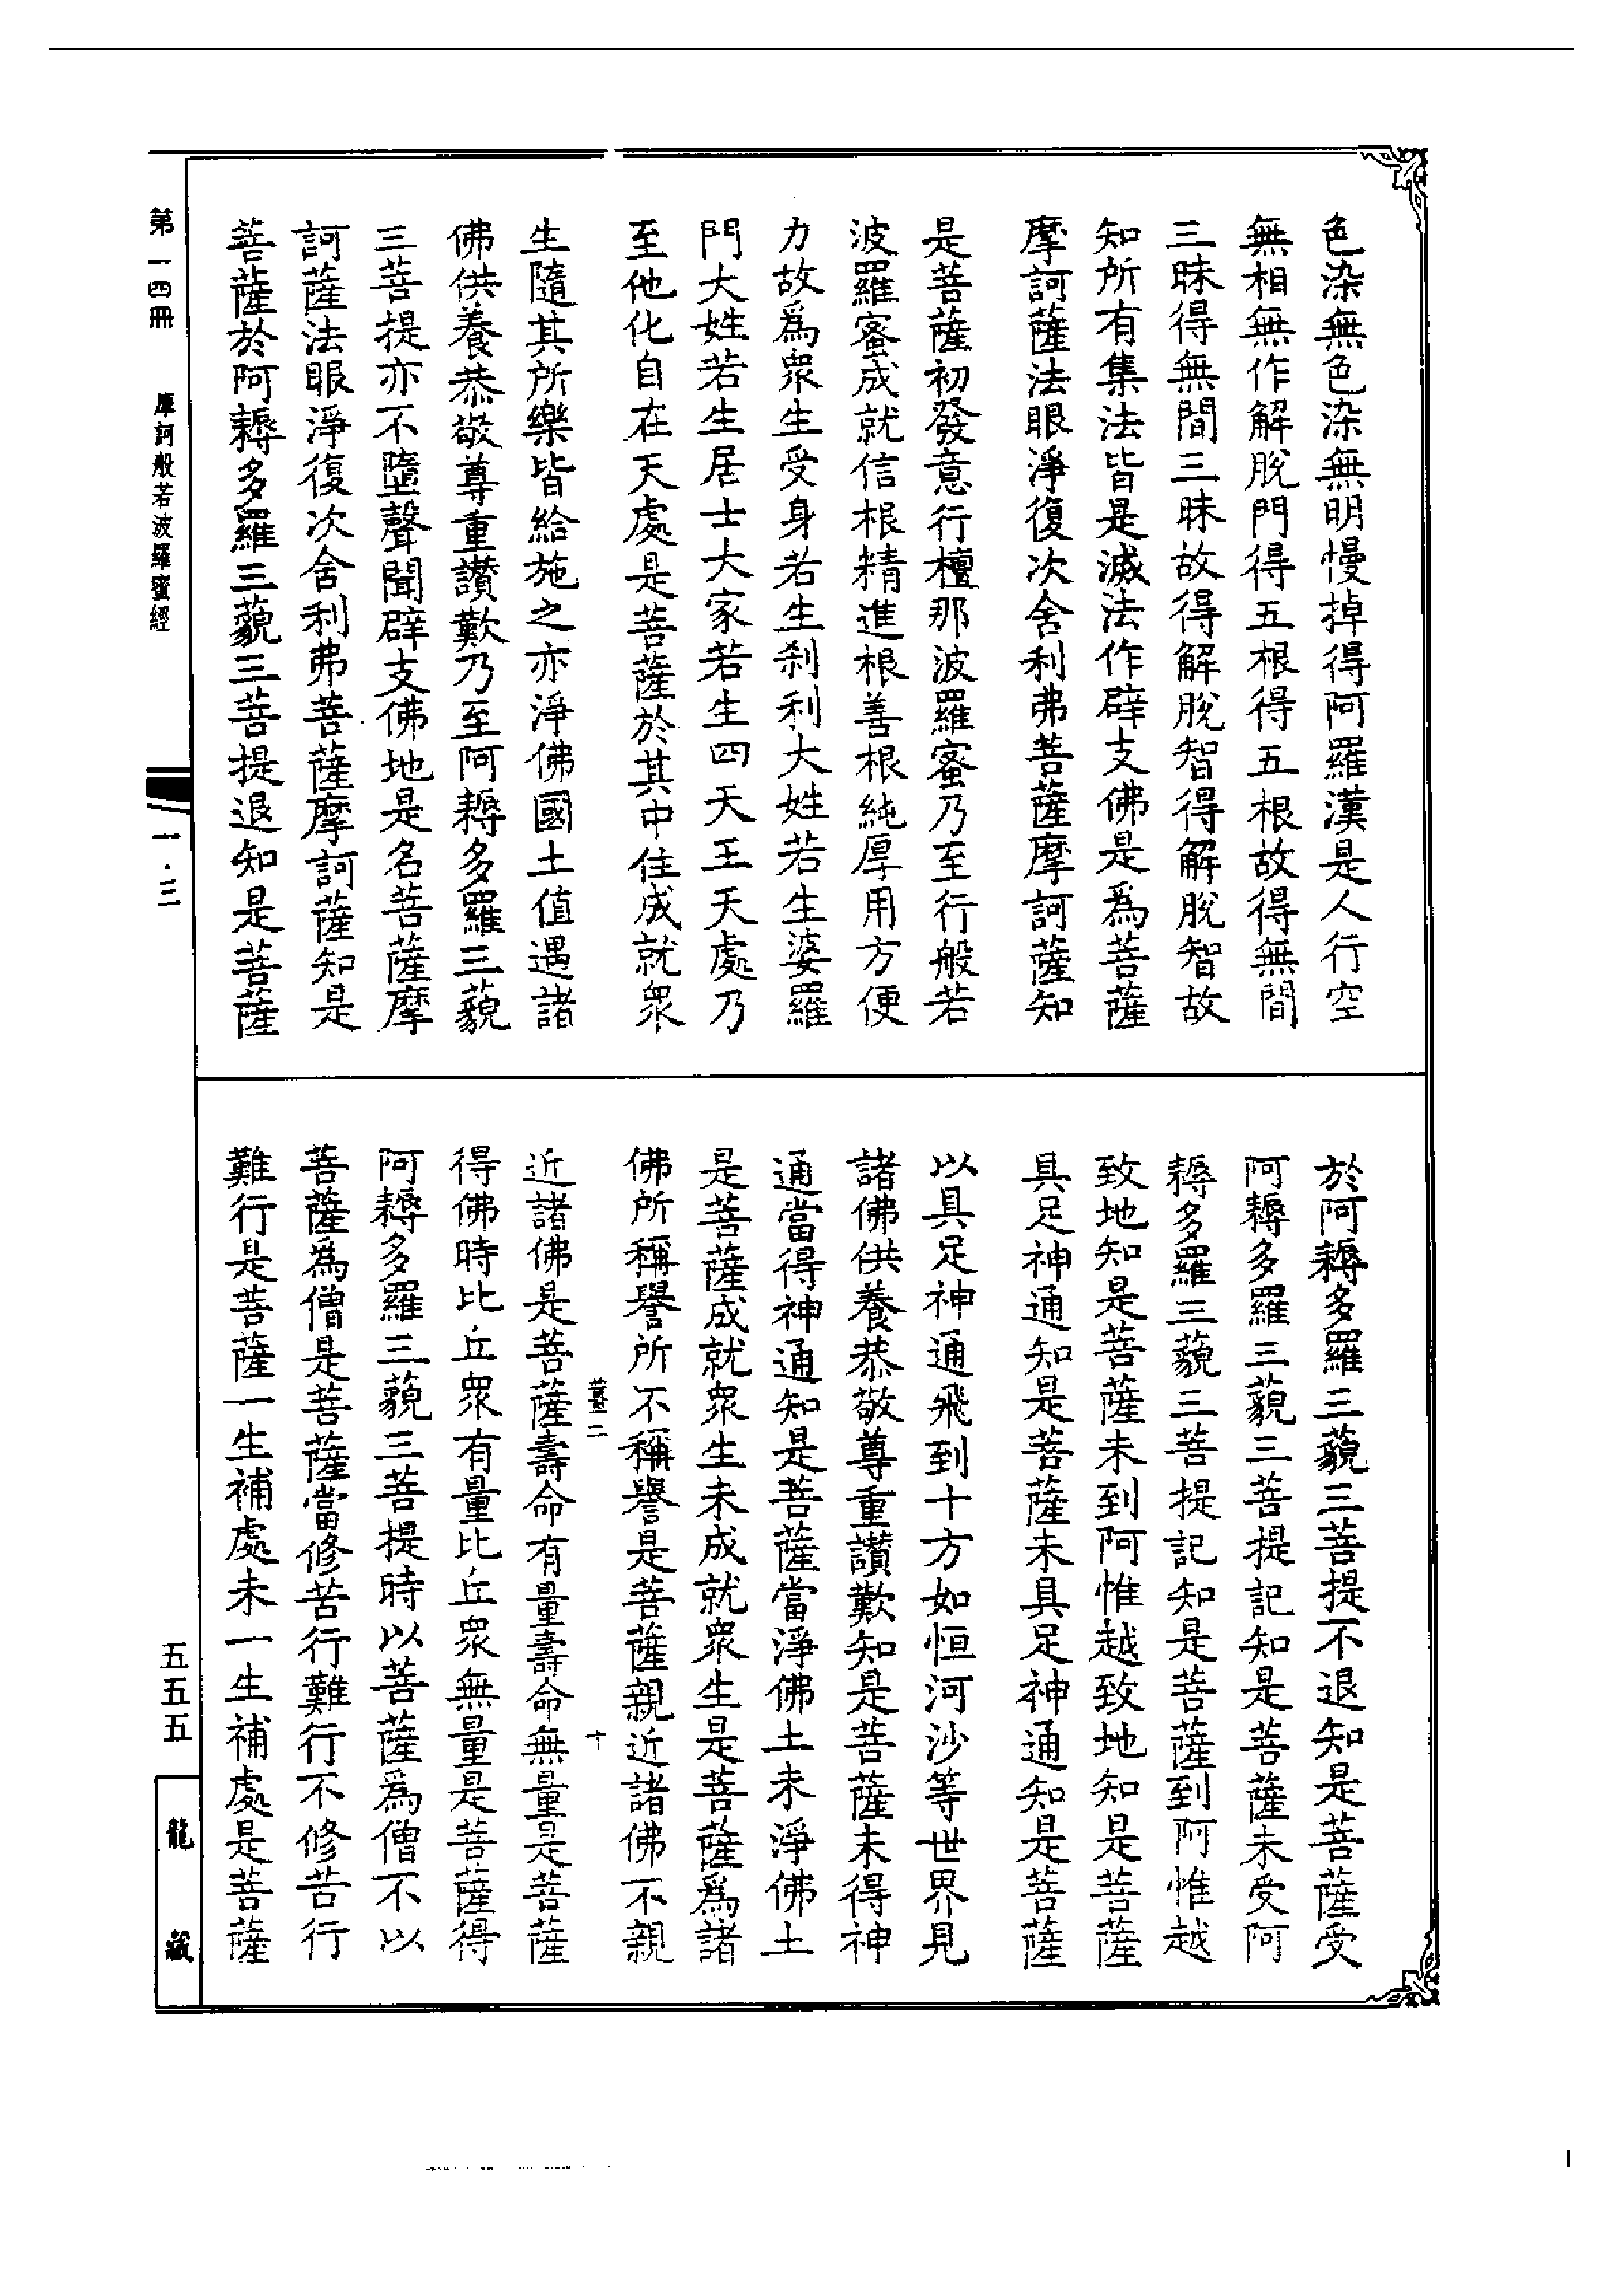 色染無色染無明慢掉得阿羅漢是人行空
無相無作解脫門得五根得五根故得無間
三昧得無間三昧故得解脫智得解脫智故
知所有集法皆是滅法作辟支佛是爲菩薩
摩訶薩法眼淨復次舍利弗菩薩摩訶薩知
是菩薩初發意行檀那波羅蜜乃至行般若
波羅蜜成就信根精進根善根純厚用方便
力故爲衆生受身若生剎利大姓若生婆羅
門大姓若生居士大家若生四天王天處乃
至他化自在天處是菩薩於其中住成就衆
生隨其所樂皆給施之亦淨佛國土值遇諸
佛供養恭敬尊重讚歎乃至阿耨多羅三藐
三菩提亦不墮聲聞辟支佛地是名菩薩摩
訶薩法眼淨復次舍利弗菩薩摩訶薩知是
菩薩於阿耨多羅三藐三菩提退知是菩薩
於阿耨多羅三藐三菩提不退知是菩薩受
阿耨多羅三藐三菩提記知是菩薩未受阿
耨多羅三藐三菩提記知是菩薩到阿惟越
致地知是菩薩未到阿惟越致地知是菩薩
具足神通知是菩薩未具足神通知是菩薩
以具足神通飛到十方如恒河沙等世界見
諸佛供養恭敬尊重讚歎知是菩薩未得神
通當得神通知是菩薩當淨佛土未淨佛土
是菩薩成就衆生未成就衆生是菩薩爲諸
佛所稱譽所不稱譽是菩薩親近諸佛不親
十
近諸佛是菩薩壽命有量壽命無量是菩薩
得佛時比丘衆有量比丘衆無量是菩薩得
阿耨多羅三藐三菩提時以菩薩爲僧不以
菩薩爲僧是菩薩當修苦行難行不修苦行
難行是菩薩一生補處未一生補處是菩薩
第一四冊
摩訶般若波羅蜜經
一·三
五五五
龍藏